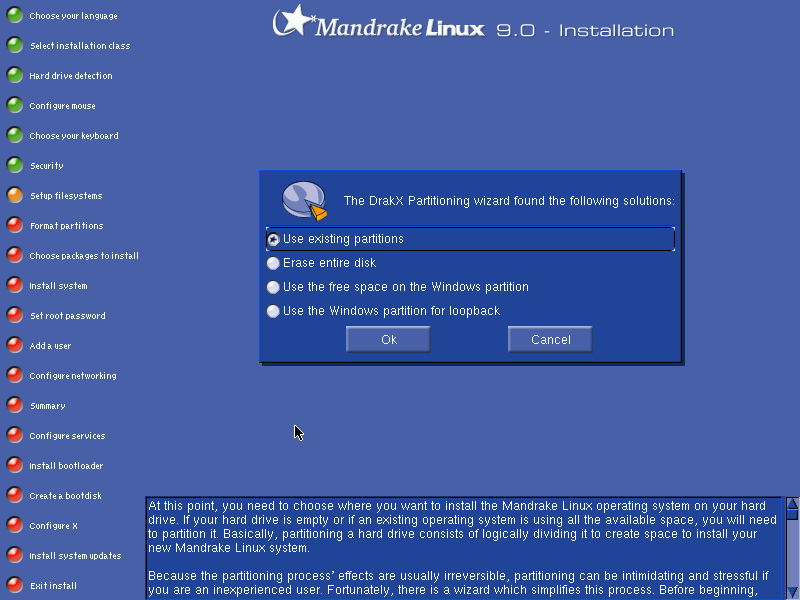 Choose your language
Select installation class
Hard drive detection
Configure mouse
Choose your keyboard
Security
Setup filesystems
Format partitions
Choose packages to install
Install system
Set root password
Add a user
Configure networking
Summary
Configure services
Install bootloader
Create a bootdisk
Configure X
Install system updates
Exit install
Mandrake Linux 9.0 - Installation
The DrakX Partitioning wizard found the following solutions:
Use existing partitions
Erase entire disk
Use the free space on the Windows partition
Use the Windows partition for loopback
Ok
Cancel
At this point, you need to choose where you want to install the Mandrake Linux operating system on your hard
drive. If your hard drive is empty or if an existing operating system is using all the available space, you will need
to partition it. Basically, partitioning a hard drive consists of logically dividing it to create space to install your
new Mandrake Linux system.
Because the partitioning process' effects are usually irreversible, partitioning can be intimidating and stressful if
you are an inexperienced user. Fortunately, there is a wizard which simplifies this process. Before beginning,